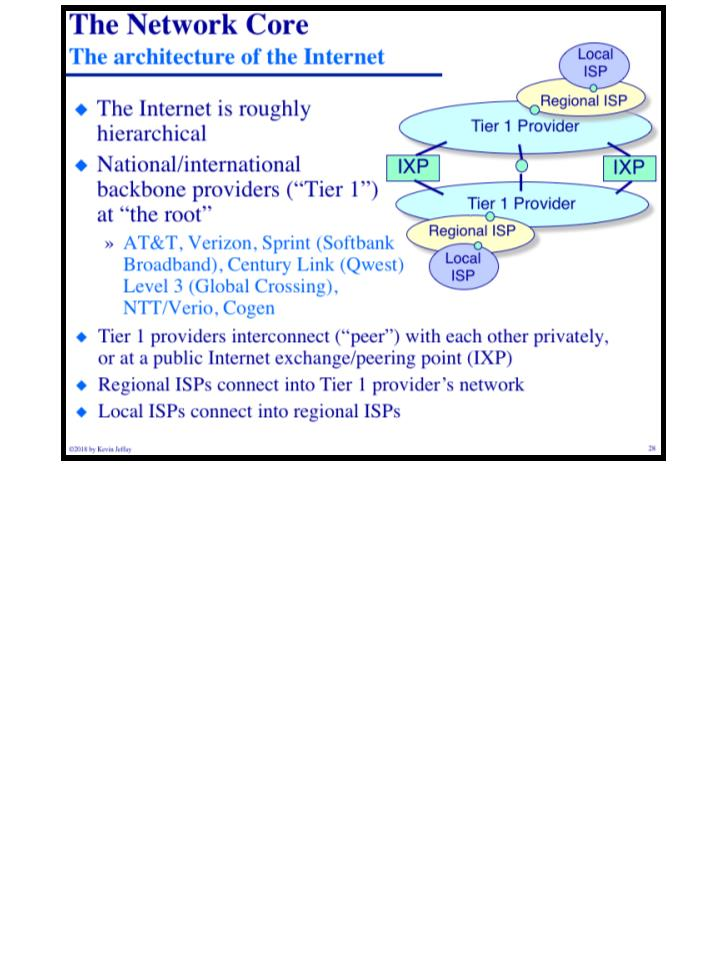 The Network Core
The architecture of the Internet
◆ The Internet is roughly
hierarchical
◆ National/international
backbone providers (“Tier 1”)
at “the root”
» AT&T, Verizon, Sprint (Softbank
Broadband), Century Link (Qwest)
Level 3 (Global Crossing),
NTT/Verio, Cogen
◆ Tier 1 providers interconnect (“peer”) with each other privately,
or at a public Internet exchange/peering point (IXP)
◆ Regional ISPs connect into Tier 1 provider’s network
◆ Local ISPs connect into regional ISPs
Local
ISP
Regional ISP
Tier 1 Provider
IXP
IXP
Tier 1 Provider
Regional ISP
Local
ISP
©2018 by Kevin Jeffay
28